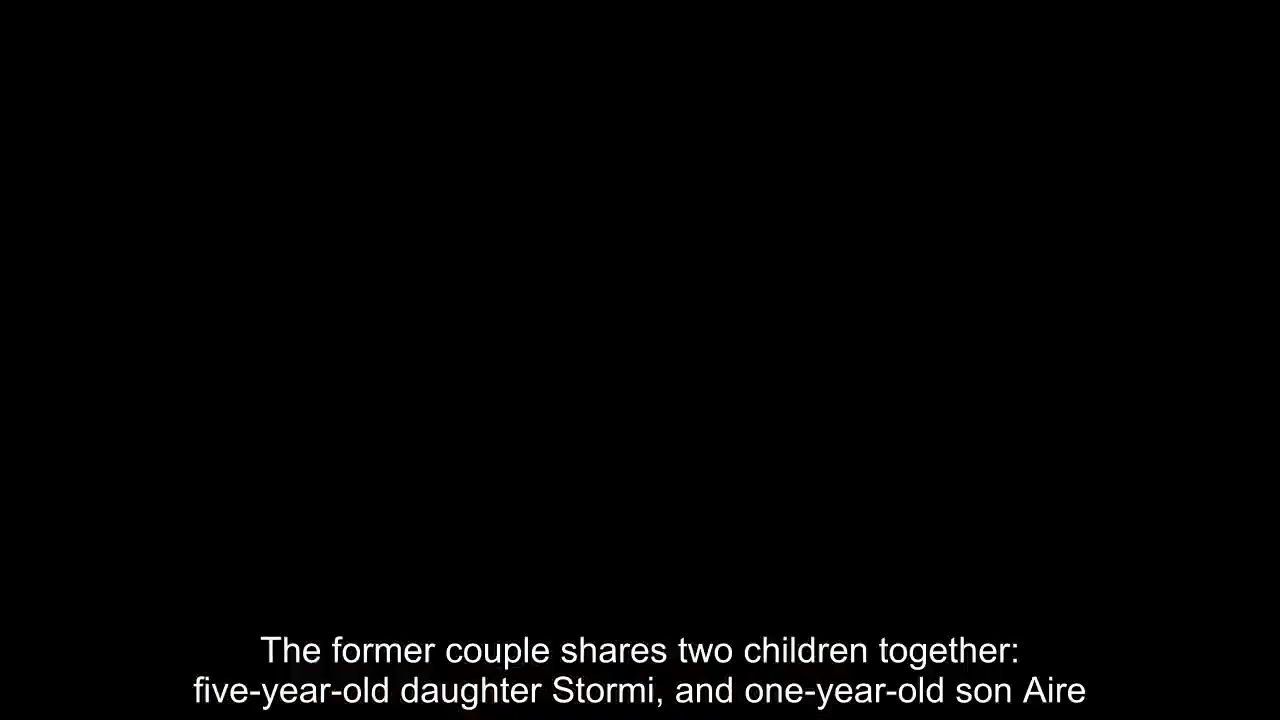 The former couple shares two children together:
five-year-old daughter Stormi, and one-year-old son Aire